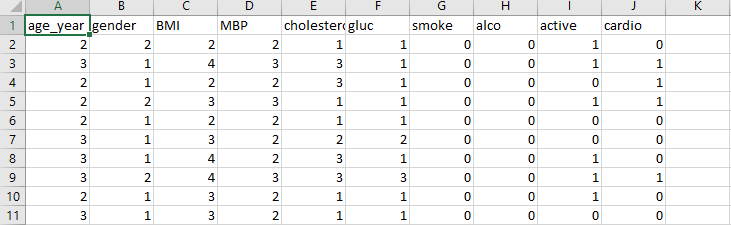 A B C D E F G H I J K
1 age_year gender BMI MBP cholestero gluc smoke alco active cardio
2 2 2 2 2 1 1 0 0 1 0
3 3 1 4 3 3 1 0 0 1 1
4 2 1 2 2 3 1 0 0 0 1
5 2 2 3 3 1 1 0 0 1 1
6 2 1 2 2 1 1 0 0 0 0
7 3 1 3 2 2 2 0 0 0 0
8 3 1 4 2 3 1 0 0 1 0
9 3 2 4 3 3 3 0 0 1 1
10 2 1 3 2 1 1 0 0 1 0
11 3 1 3 2 1 1 0 0 0 0